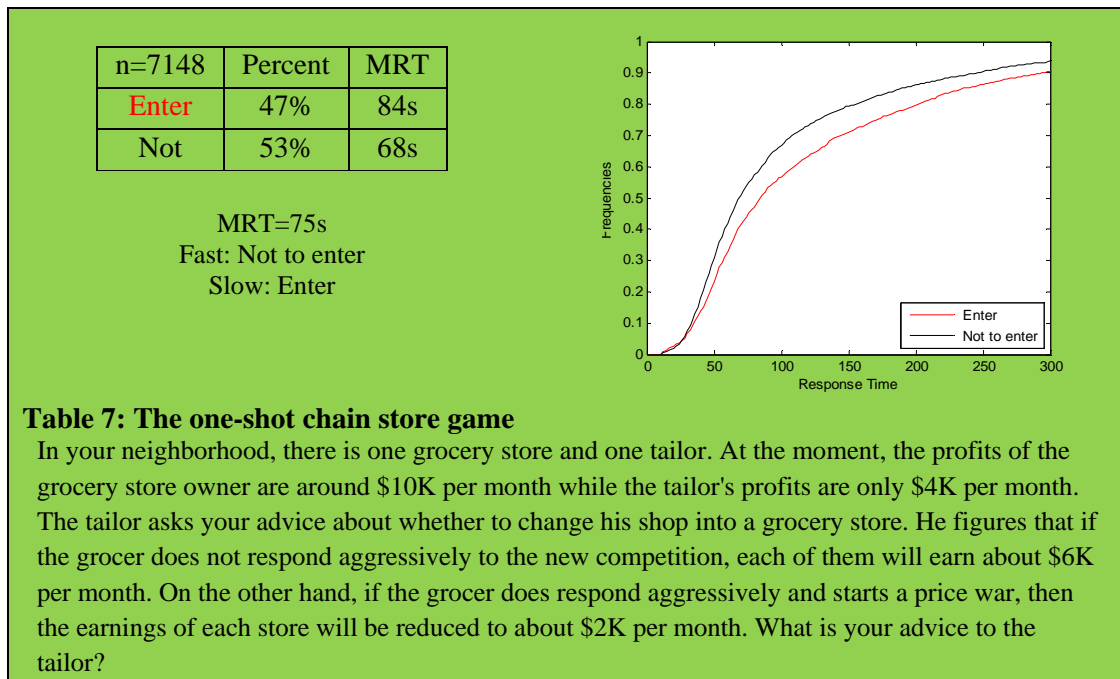 n=7148 Percent MRT
Enter 47% 84s
Not 53% 68s
MRT=75s
Fast: Not to enter
Slow: Enter
1
0.9
0.8
0.7
0.6
0.5
0.4
0.3
0.2
0.1
0
Frequencies
0 50 100 150 200 250 300
Response Time
Enter
Not to enter
Table 7: The one-shot chain store game
In your neighborhood, there is one grocery store and one tailor. At the moment, the profits of the
grocery store owner are around $10K per month while the tailor's profits are only $4K per month.
The tailor asks your advice about whether to change his shop into a grocery store. He figures that if
the grocer does not respond aggressively to the new competition, each of them will earn about $6K
per month. On the other hand, if the grocer does respond aggressively and starts a price war, then
the earnings of each store will be reduced to about $2K per month. What is your advice to the
tailor?